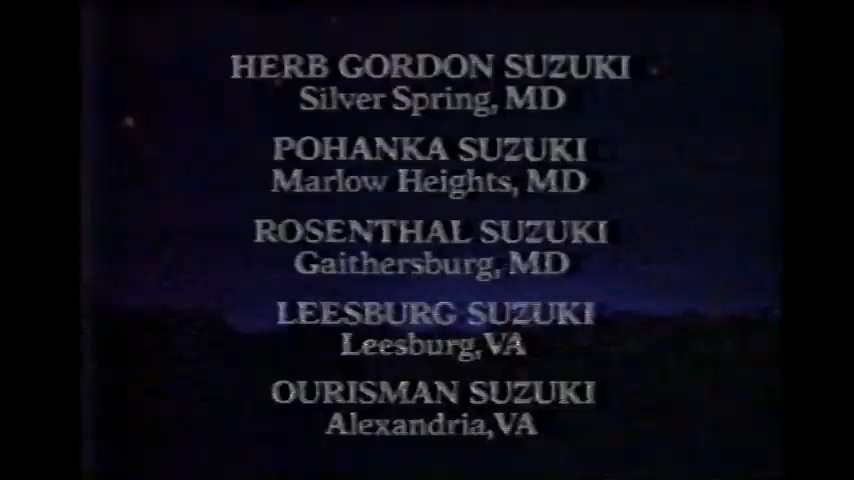 HERB GORDON SUZUKI
Silver Spring, MD
POHANKA SUZUKI
Marlow Heights, MD
ROSENTHAL SUZUKI
Gaithersburg, MD
LEESBURG SUZUKI
Leesburg, VA
OURISMAN SUZUKI
Alexandria, VA